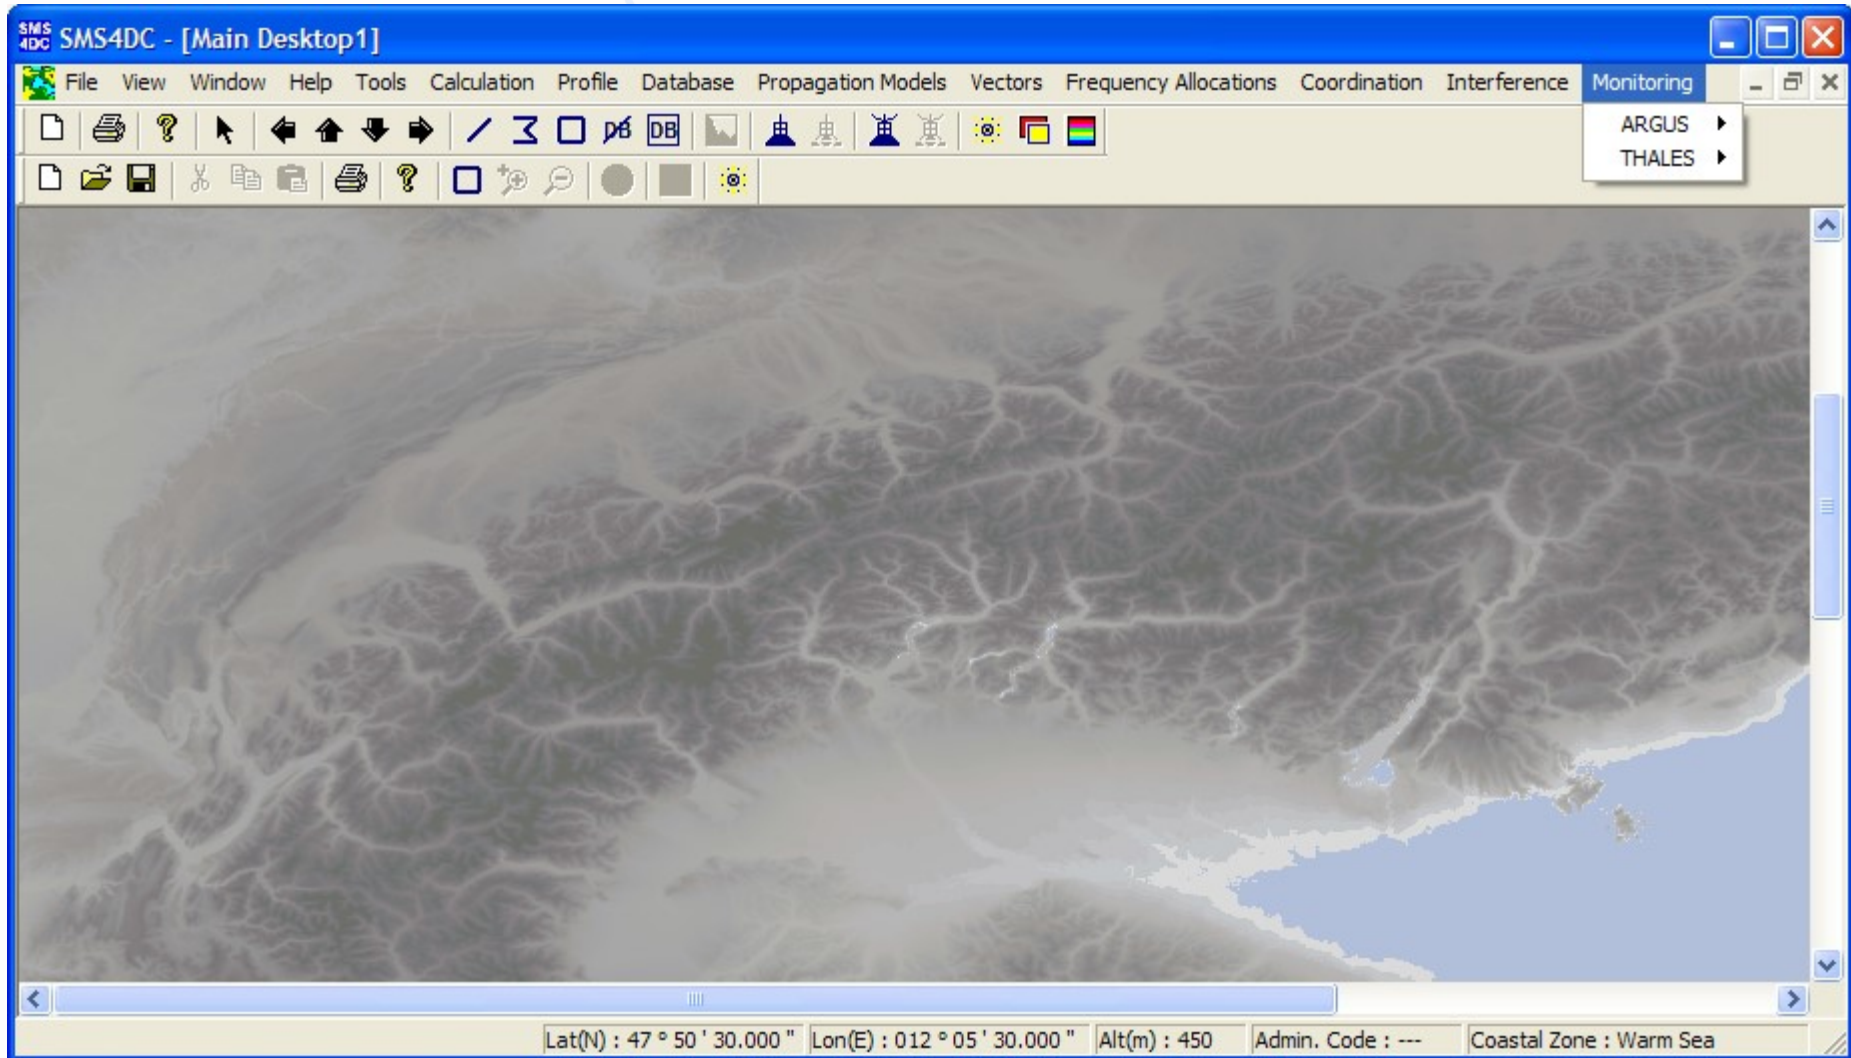 SMS4DC SMS4DC - [Main Desktop1]
File View Window Help Tools Calculation Profile Database Propagation Models Vectors Frequency Allocations Coordination Interference Monitoring
DB DB
ARGUS
THALES
Lat(N) : 47 ° 50 ' 30.000 " Lon(E) : 012 ° 05 ' 30.000 " Alt(m) : 450 Admin. Code : --- Coastal Zone : Warm Sea